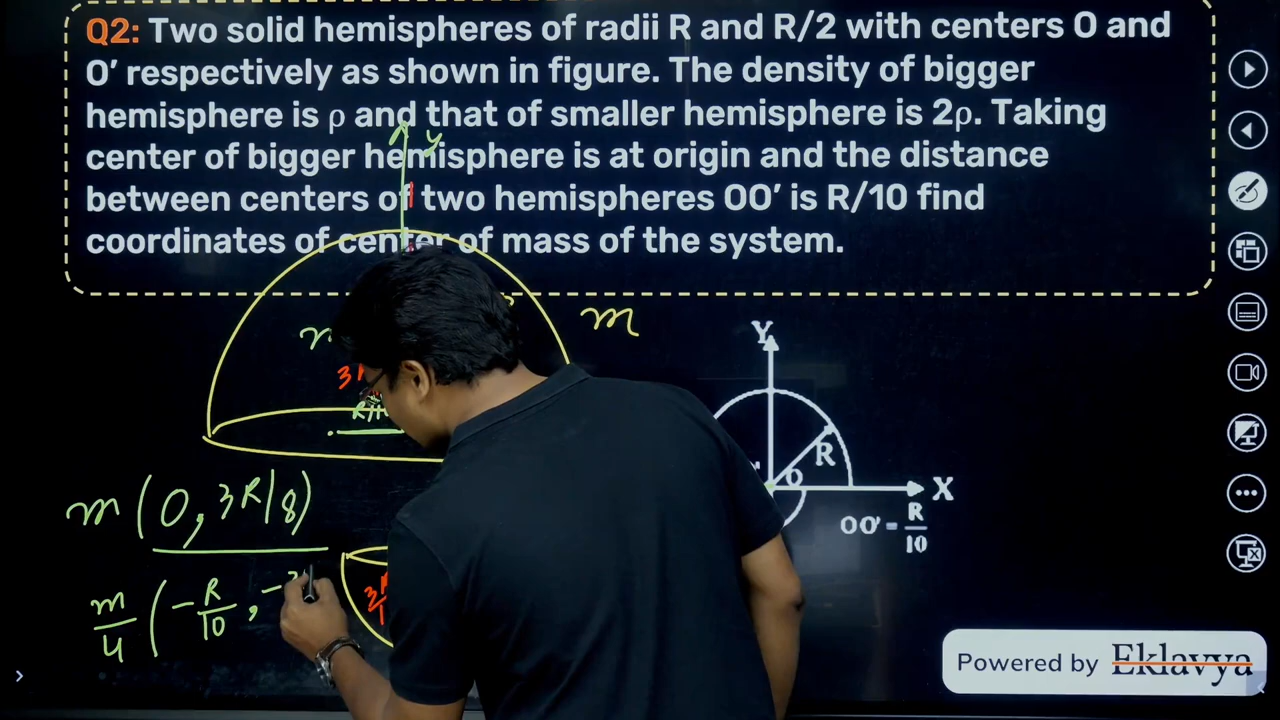 Q2: Two solid hemispheres of radii R and R/2 with centers O and
O' respectively as shown in figure. The density of bigger
hemisphere is ρ and that of smaller hemisphere is 2ρ. Taking
center of bigger hemisphere is at origin and the distance
between centers of two hemispheres OO' is R/10 find
coordinates of center of mass of the system.
y
m
Y
R
O
X
OO' = R/10
m (0, 3R/8)
m/4 (-R/10, -3
Powered by Eklavya